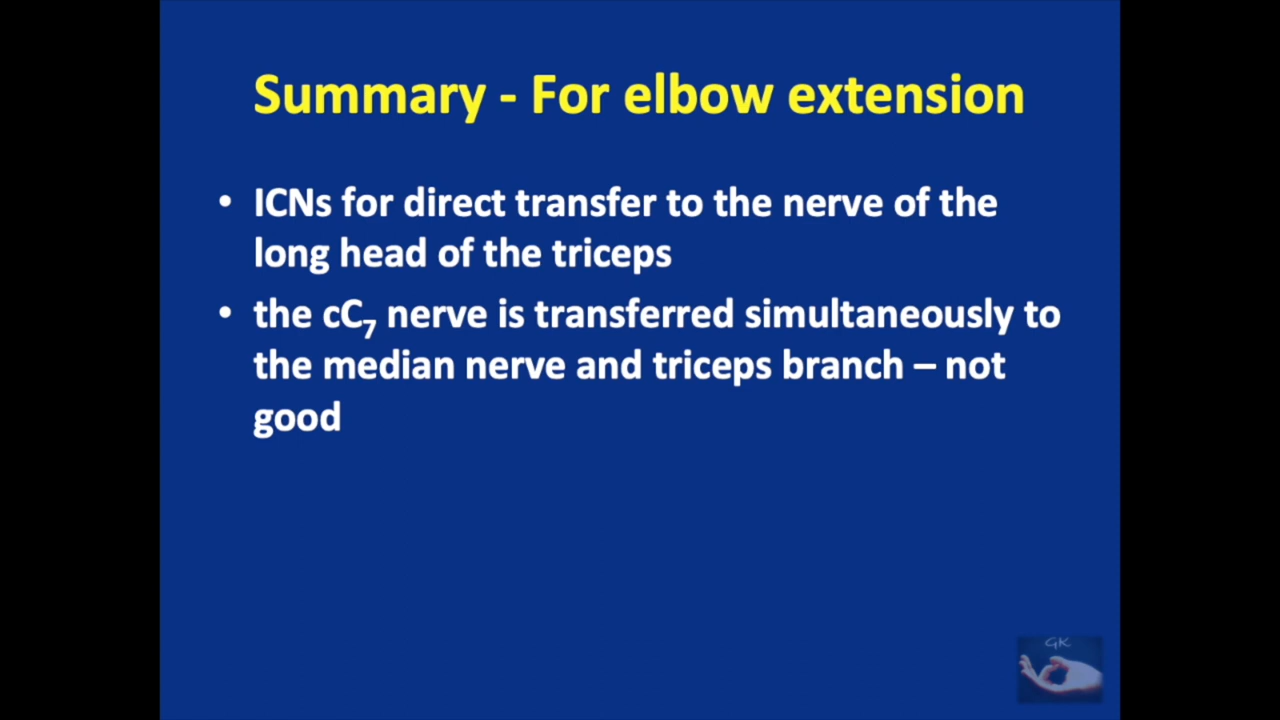 Summary - For elbow extension
• ICNs for direct transfer to the nerve of the
long head of the triceps
• the cC7 nerve is transferred simultaneously to
the median nerve and triceps branch – not
good
GK